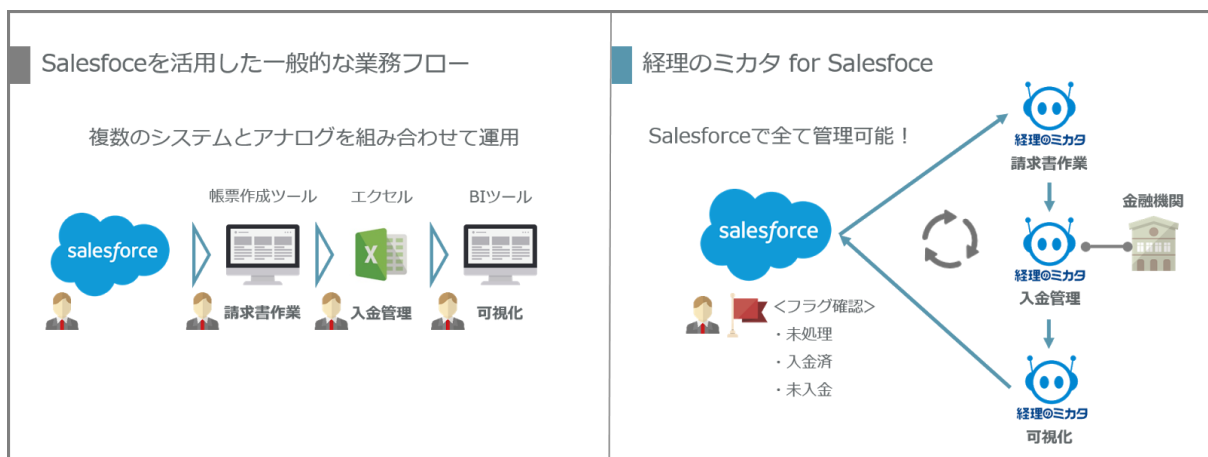 Salesfoceを活用した一般的な業務フロー
複数のシステムとアナログを組み合わせて運用
帳票作成ツール
エクセル
BIツール
salesforce
X
請求書作業
入金管理
可視化
経理のミカタ for Salesfoce
Salesforceで全て管理可能！
経理のミカタ
請求書作業
金融機関
salesforce
経理のミカタ
入金管理
<フラグ確認>
・未処理
・入金済
・未入金
経理のミカタ
可視化